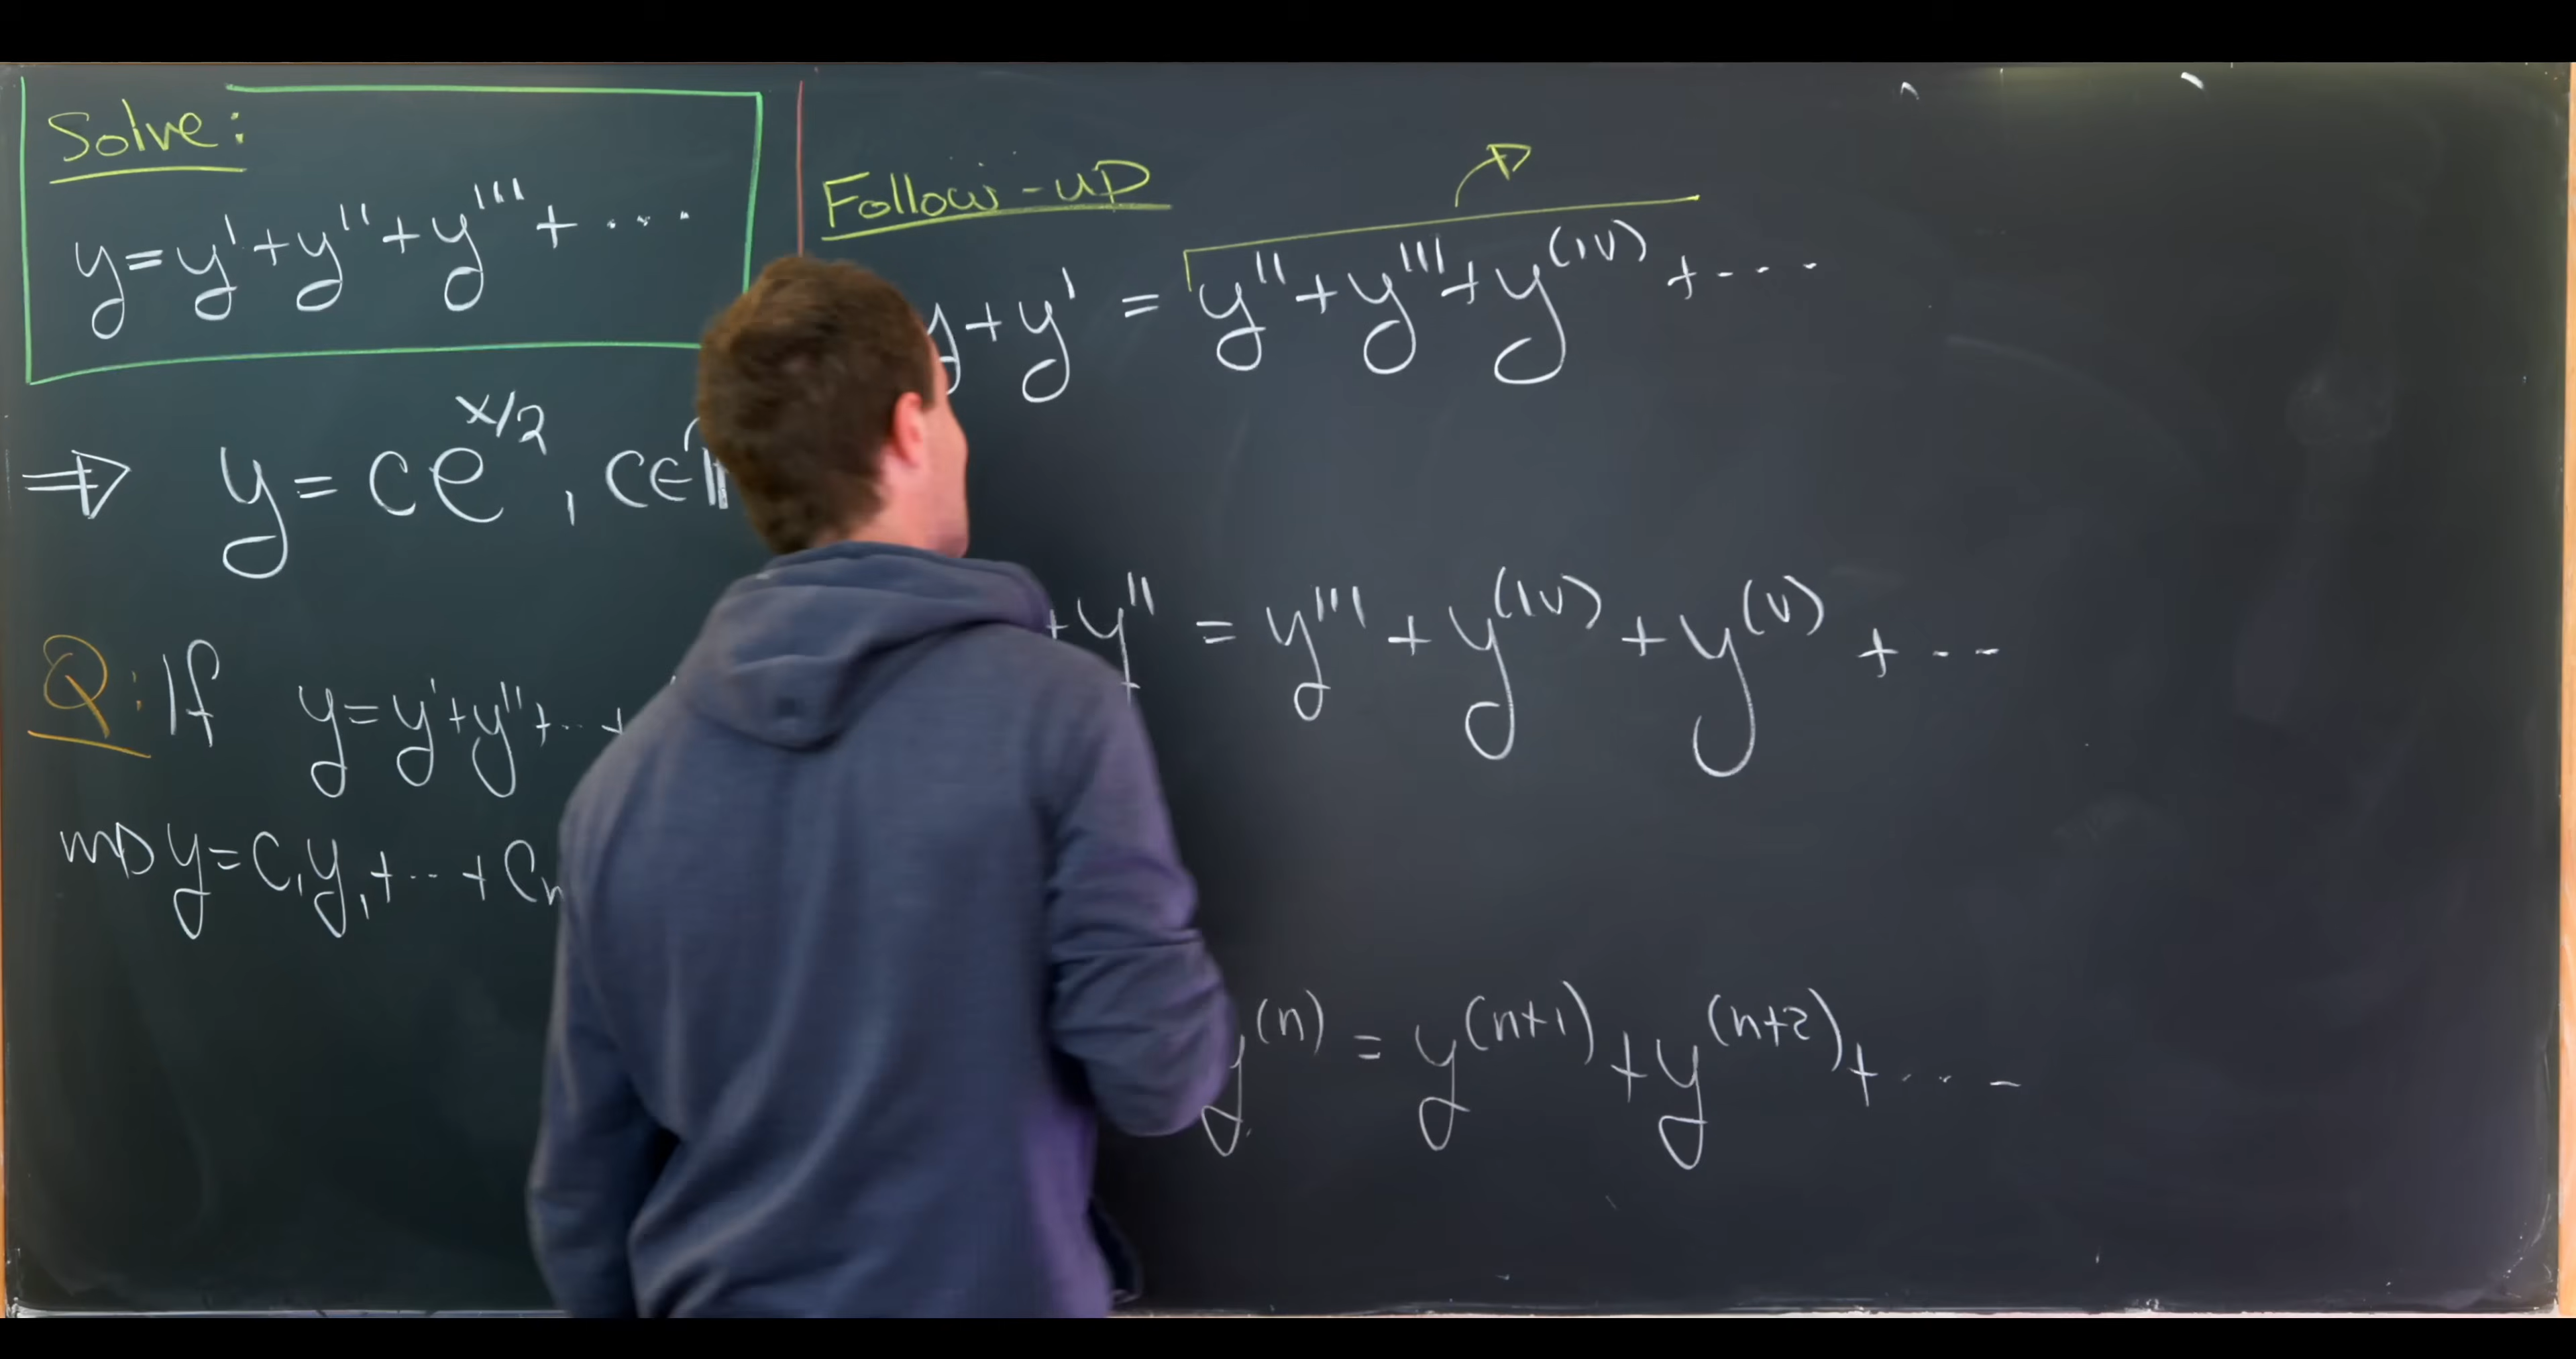 Solve:
y = y' + y'' + y''' + ....
⇒ y = ce^{x/2}, c∈
Q: If y = y' + y'' + ... +
y = c₁y₁ + ... + c
Follow-up
y + y' = y'' + y''' + y^{(IV)} + ....
+ y'' = y''' + y^{(IV)} + y^{(V)} + ...
y^{(n)} = y^{(n+1)} + y^{(n+2)} + ....